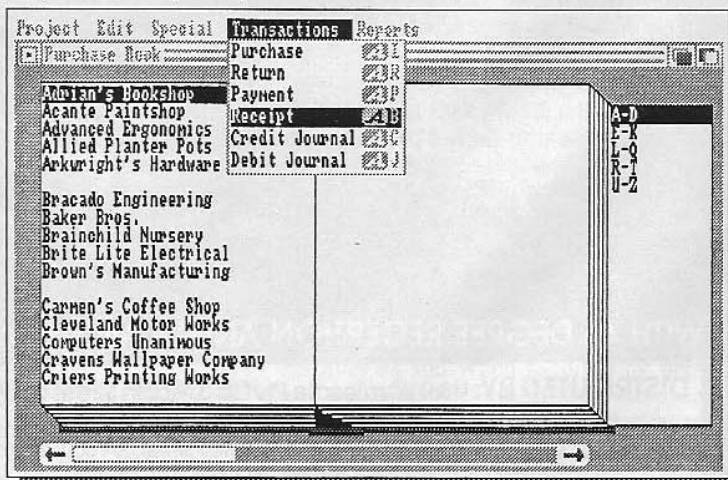 Project Edit Special Transactions Reports
Purchase Book
Purchase
Return R
Payment P
Receipt B
Credit Journal C
Debit Journal J
Adrian's Bookshop
Acante Paintshop
Advanced Ergonomics
Allied Planter Pots
Arkwright's Hardware
Bracado Engineering
Baker Bros.
Brainchild Nursery
Brite Lite Electrical
Brown's Manufacturing
Carmen's Coffee Shop
Cleveland Motor Works
Computers Unanimous
Cravens Wallpaper Company
Criers Printing Works
A-D
E-K
L-Q
R-T
U-Z